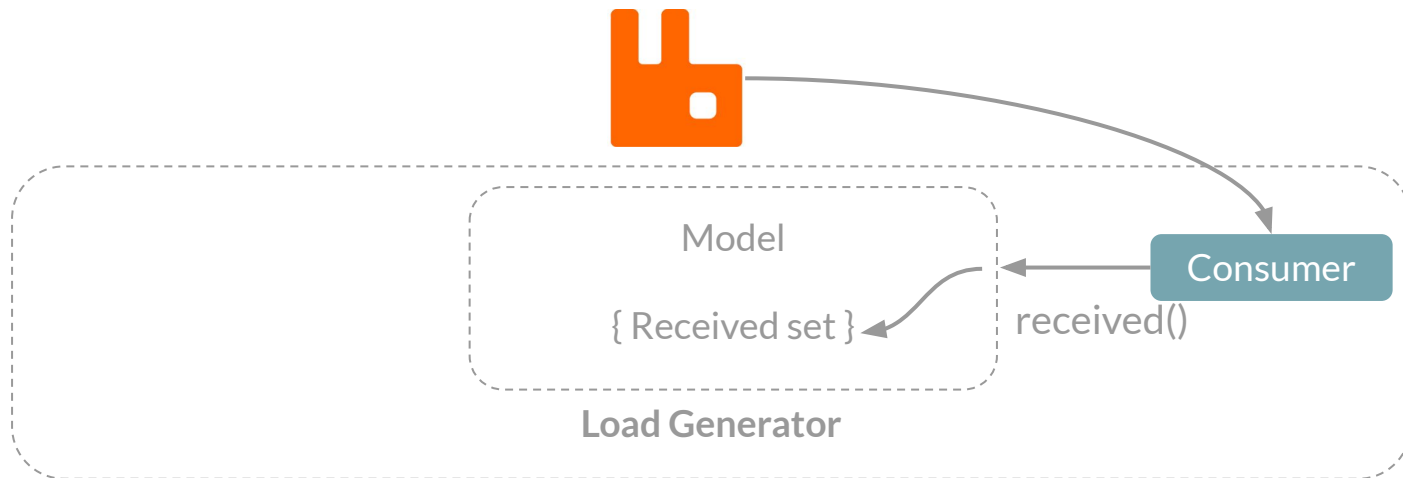 Model
Consumer
{ Received set }
received()
Load Generator